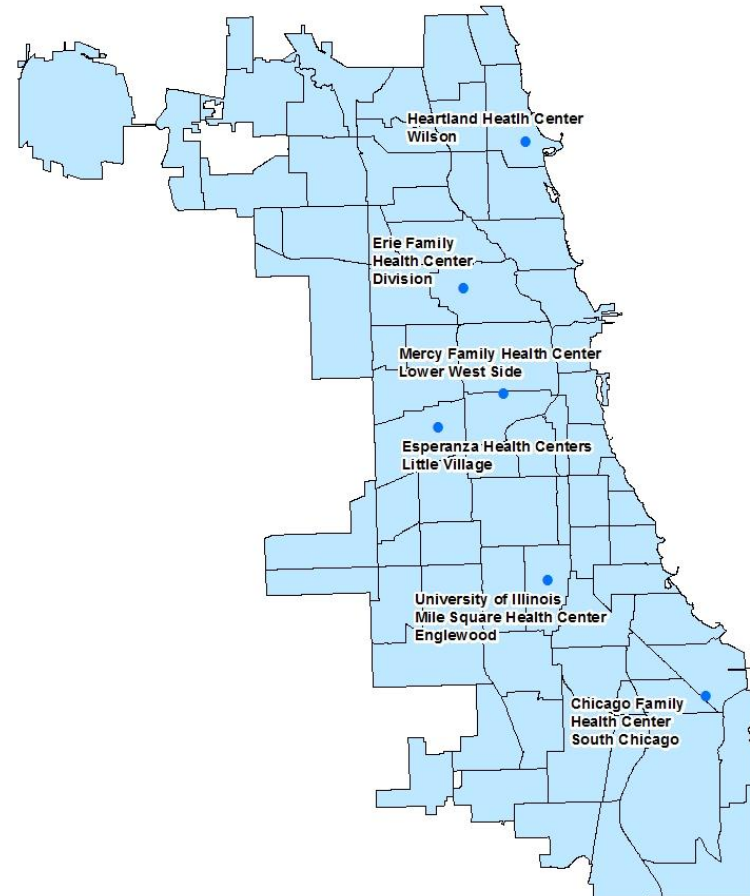 Heartland Heatlh Center
Wilson
Erie Family
Health Center
Division
Mercy Family Health Center
Lower West Side
Esperanza Health Centers
Little Village
University of Illinois
Mile Square Health Center
Englewood
Chicago Family
Health Center
South Chicago